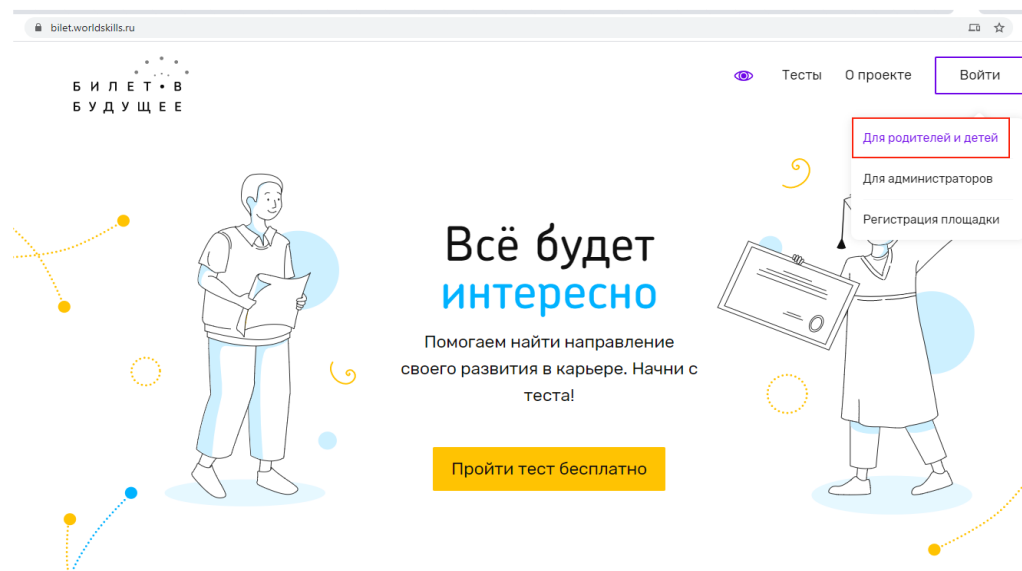 bilet.worldskills.ru
БИЛЕТ•В
БУДУЩЕЕ
Тесты
О проекте
Войти
Для родителей и детей
Для администраторов
Регистрация площадки
Всё будет
интересно
Помогаем найти направление
своего развития в карьере. Начни с
теста!
Пройти тест бесплатно